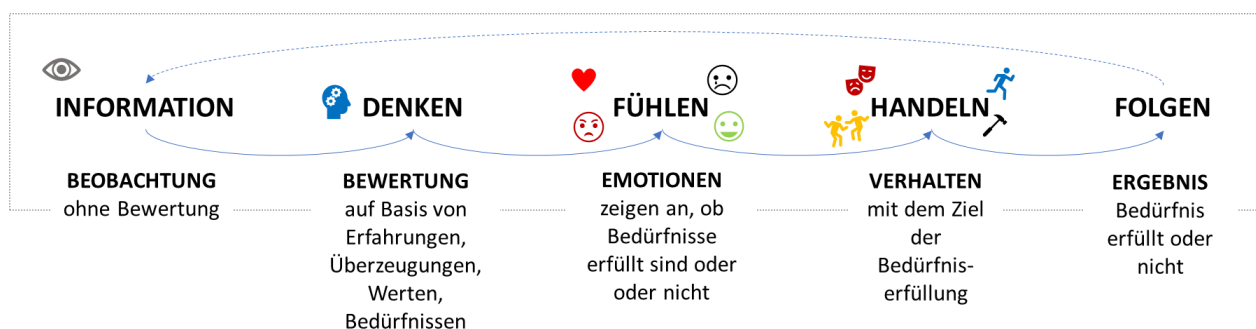 INFORMATION
DENKEN
FÜHLEN
HANDELN
FOLGEN
BEOBACHTUNG
ohne Bewertung
BEWERTUNG
auf Basis von
Erfahrungen,
Überzeugungen,
Werten,
Bedürfnissen
EMOTIONEN
zeigen an, ob
Bedürfnisse
erfüllt sind oder
oder nicht
VERHALTEN
mit dem Ziel
der
Bedürfnis-
erfüllung
ERGEBNIS
Bedürfnis
erfüllt oder
nicht